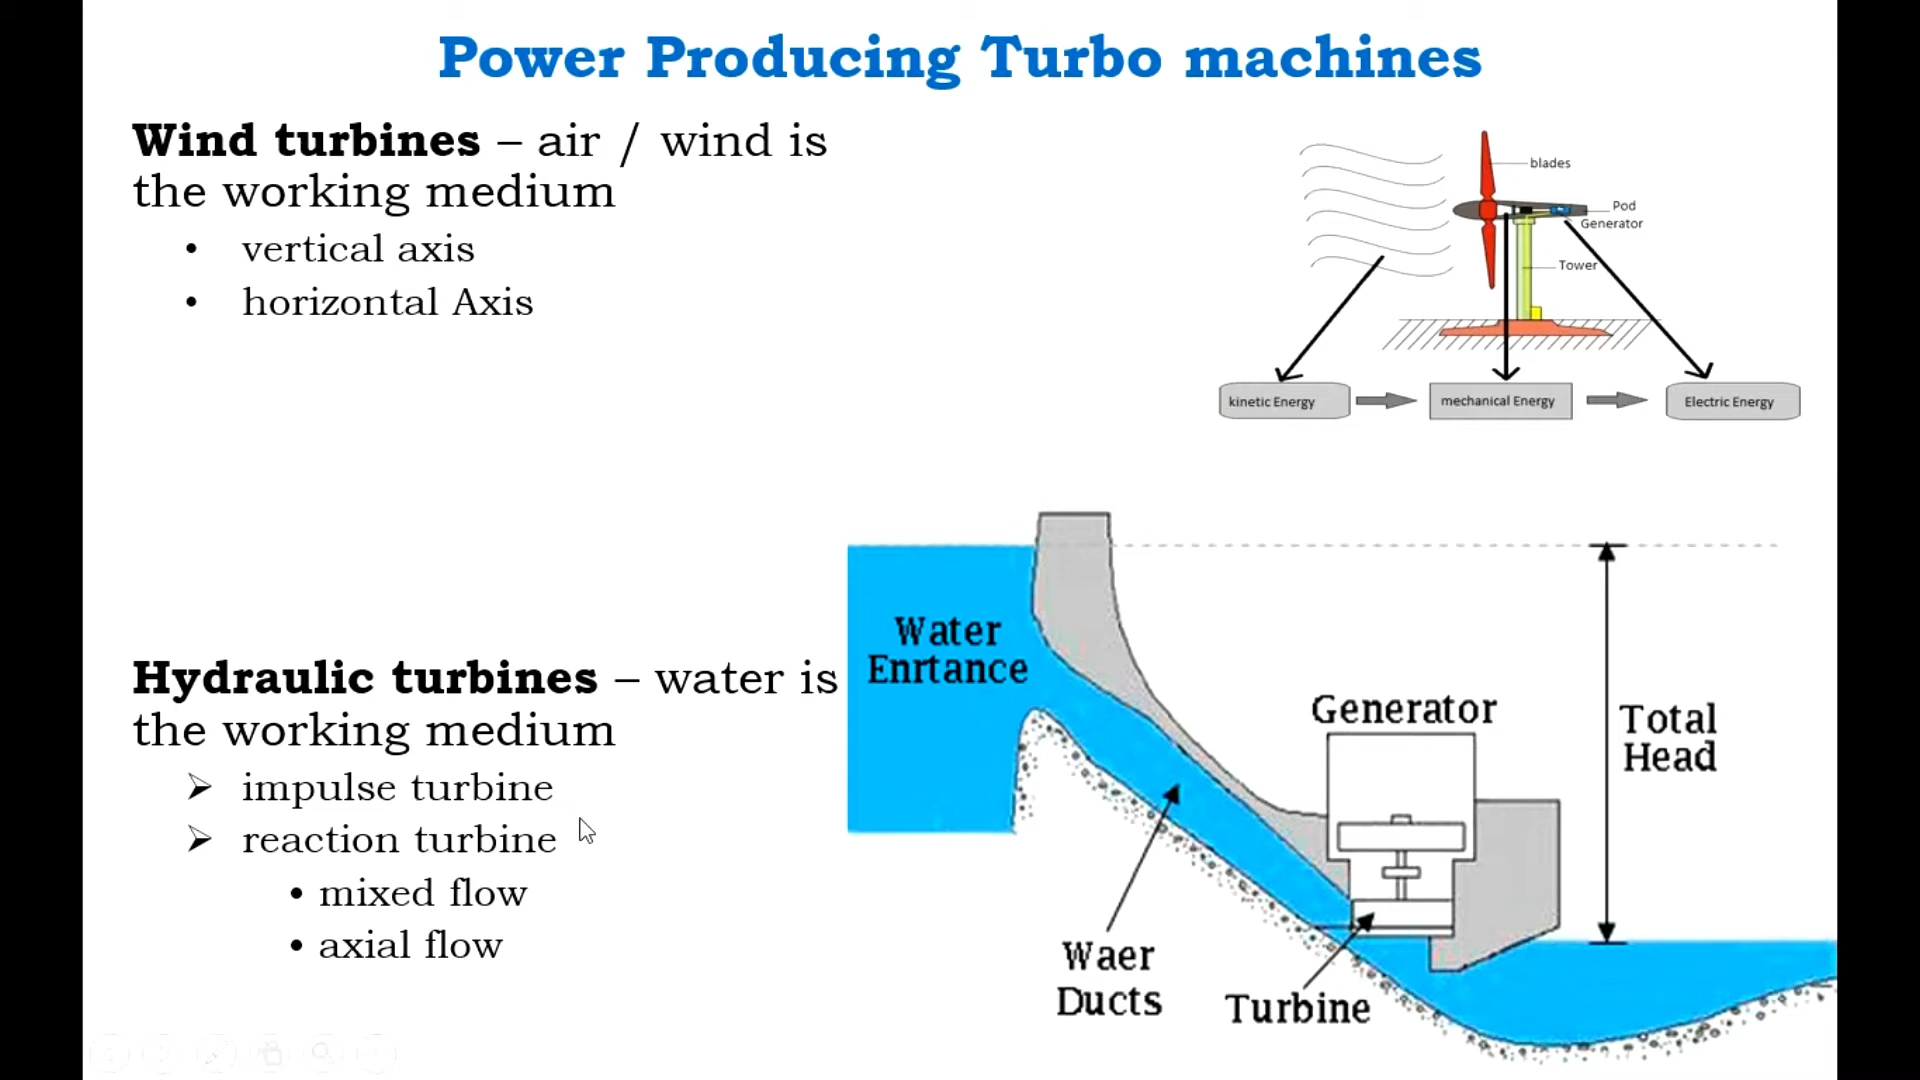 Power Producing Turbo machines
Wind turbines – air / wind is
the working medium
• vertical axis
• horizontal Axis
blades
Pod
Generator
Tower
kinetic Energy
mechanical Energy
Electric Energy
Hydraulic turbines – water is
the working medium
➢ impulse turbine
➢ reaction turbine
• mixed flow
• axial flow
Water
Enrtance
Generator
Total
Head
Waer
Ducts
Turbine